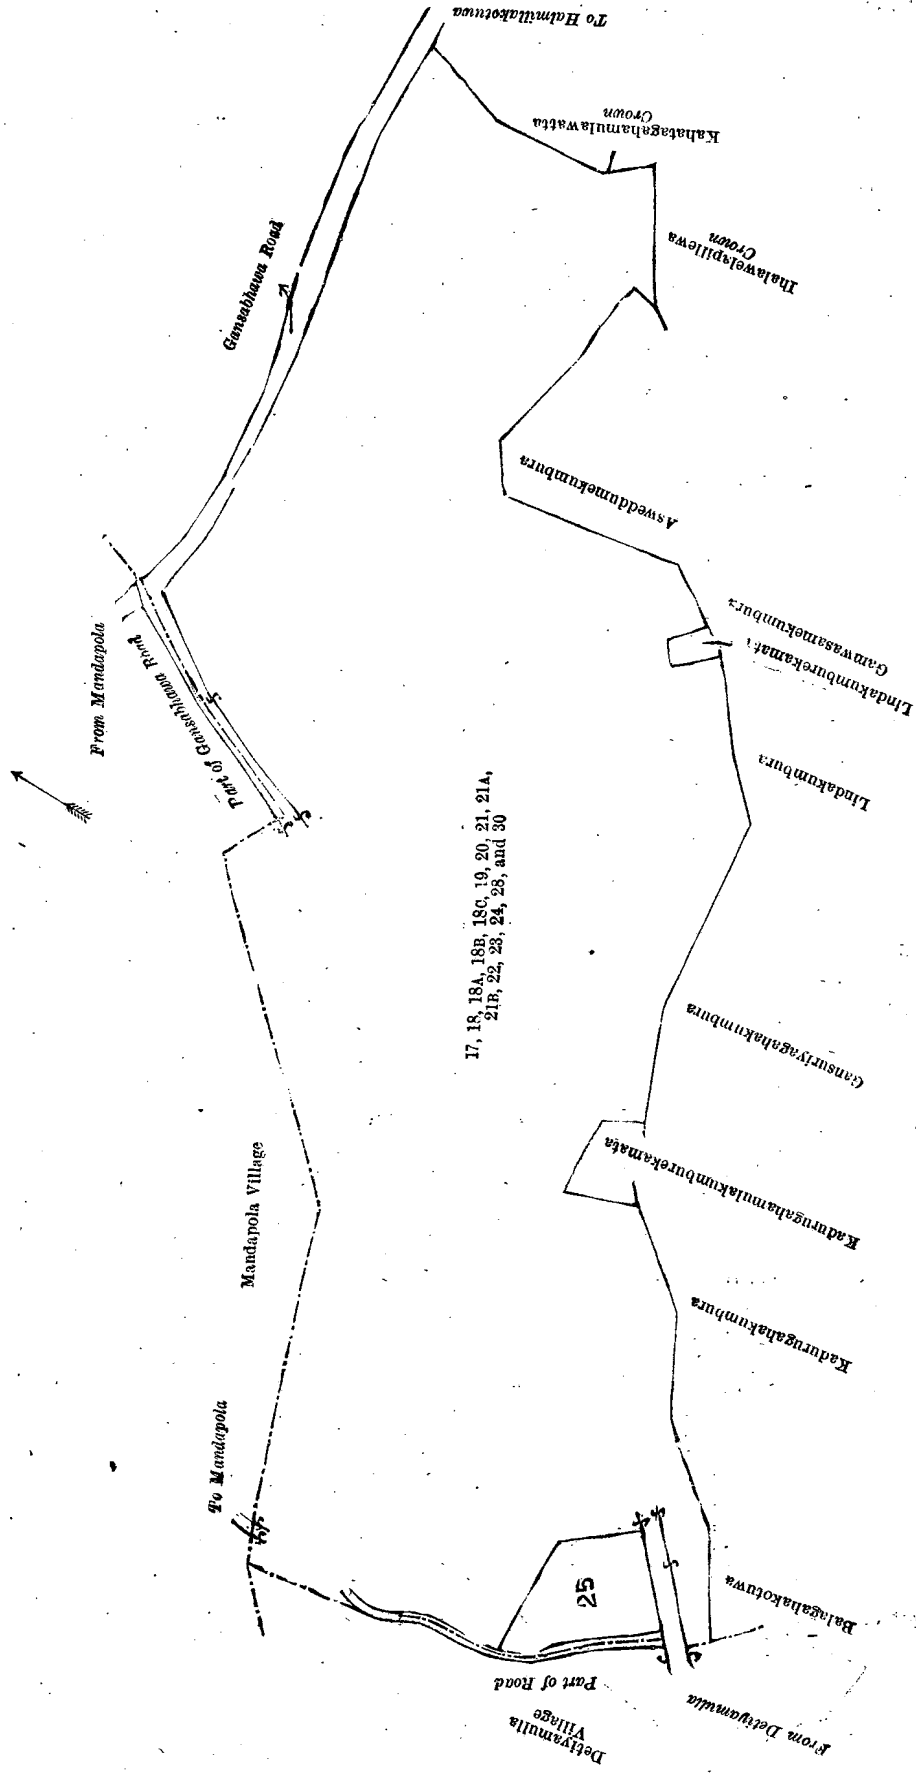 To Halmillakotuwa
Kahatagahamulawatta
Crown
Ihalawelapillewa
Crown
Gansabhawa Road
Asweddumekumbura
From Mandapola
Part of Gansabhawa Road
Gamwasamekumbura
Lindakumburekamata
Lindakumbura
17, 18, 18A, 18B, 18C, 19, 20, 21, 21A,
21B, 22, 23, 24, 28, and 30
Gansuriyagahakumbura
Mandapola Village
Kadurugahamulakumburekamata
Kadurugahakumbura
To Mandapola
25
Balagahakotuwa
Part of Road
Detiyamulla
Village
From Detiyamulla